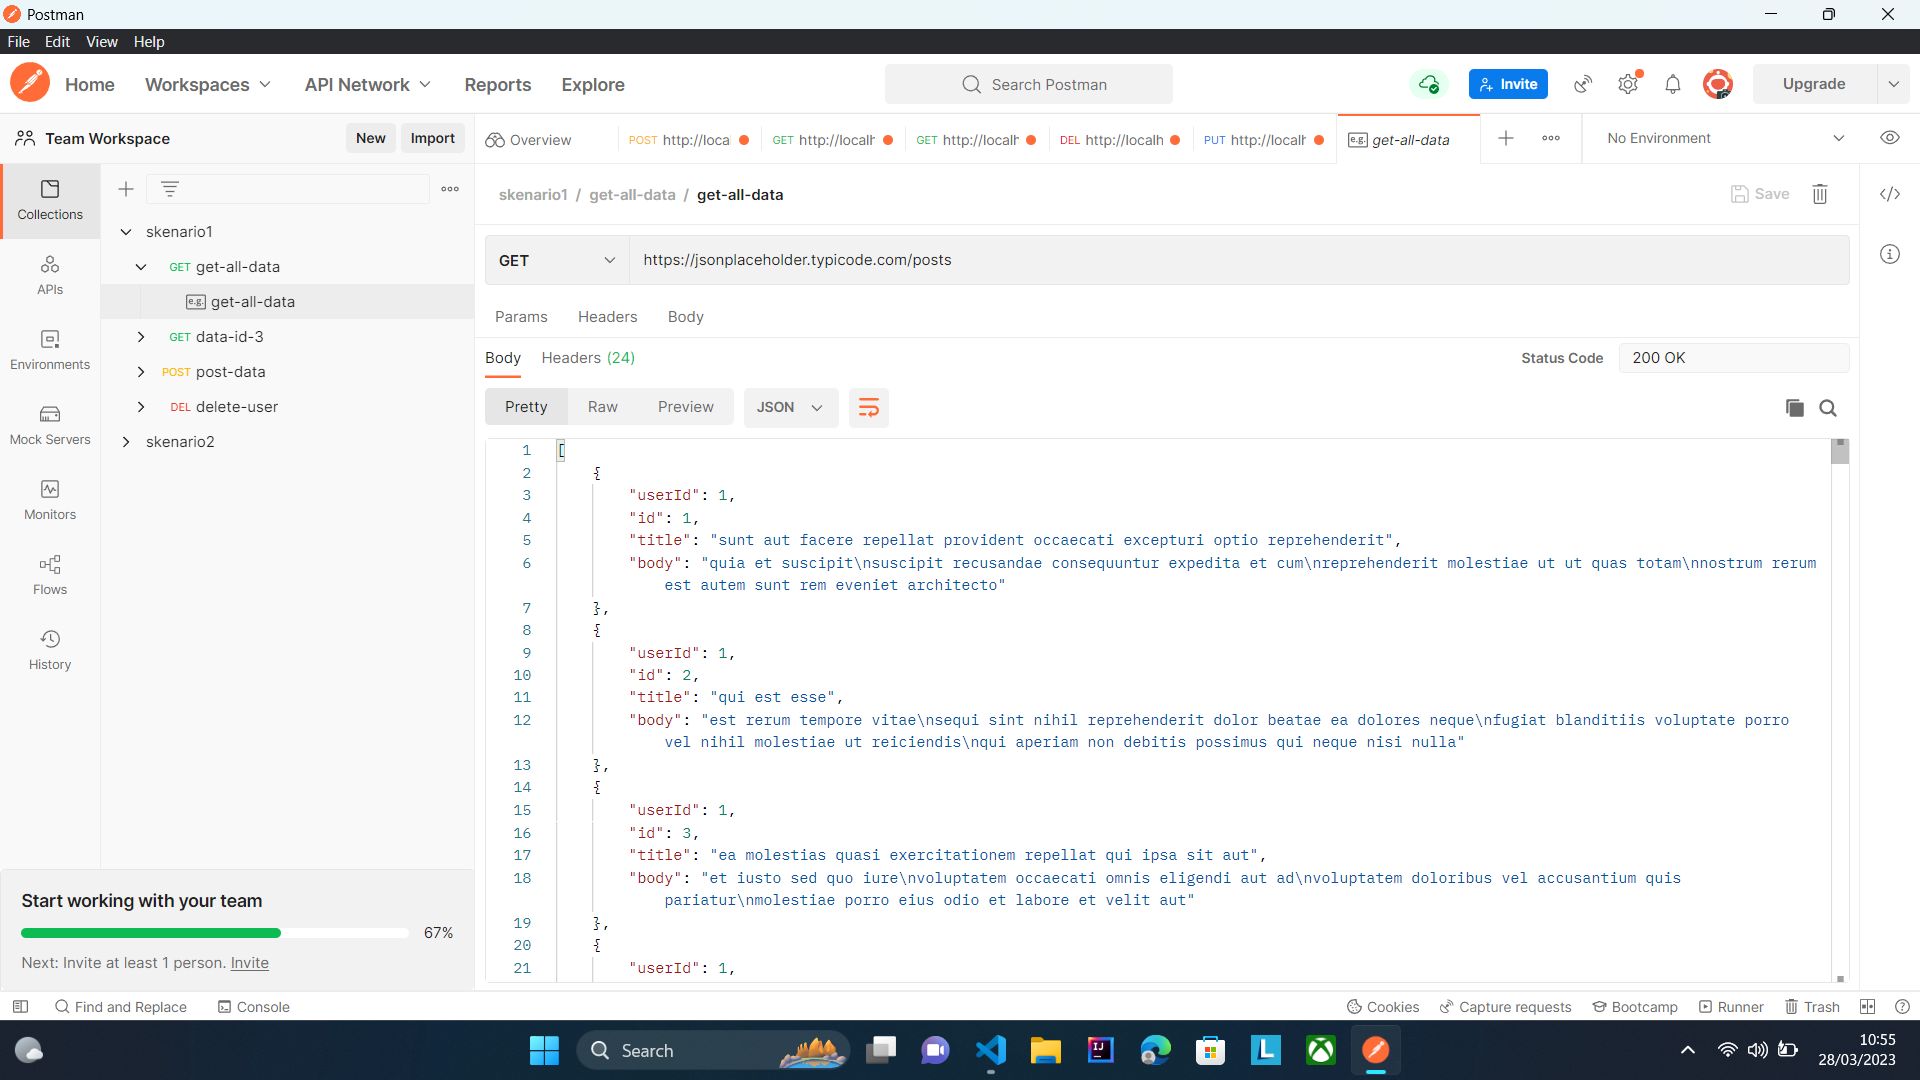 Postman
File Edit View Help
Home Workspaces API Network Reports Explore Search Postman Invite Upgrade
Team Workspace New Import
Overview POST http://loca GET http://localh GET http://localh DEL http://localh PUT http://localh e.g. get-all-data No Environment
Collections
APIs
Environments
Mock Servers
Monitors
Flows
History
skenario1
GET get-all-data
e.g. get-all-data
GET data-id-3
POST post-data
DEL delete-user
skenario2
Start working with your team
67%
Next: Invite at least 1 person. Invite
skenario1 / get-all-data / get-all-data Save
GET https://jsonplaceholder.typicode.com/posts
Params Headers Body
Body Headers (24) Status Code 200 OK
Pretty Raw Preview JSON
1 [
2 {
3 "userId": 1,
4 "id": 1,
5 "title": "sunt aut facere repellat provident occaecati excepturi optio reprehenderit",
6 "body": "quia et suscipit\nsuscipit recusandae consequuntur expedita et cum\nreprehenderit molestiae ut ut quas totam\nnostrum rerum
est autem sunt rem eveniet architecto"
7 },
8 {
9 "userId": 1,
10 "id": 2,
11 "title": "qui est esse",
12 "body": "est rerum tempore vitae\nsequi sint nihil reprehenderit dolor beatae ea dolores neque\nfugiat blanditiis voluptate porro
vel nihil molestiae ut reiciendis\nqui aperiam non debitis possimus qui neque nisi nulla"
13 },
14 {
15 "userId": 1,
16 "id": 3,
17 "title": "ea molestias quasi exercitationem repellat qui ipsa sit aut",
18 "body": "et iusto sed quo iure\nvoluptatem occaecati omnis eligendi aut ad\nvoluptatem doloribus vel accusantium quis
pariatur\nmolestiae porro eius odio et labore et velit aut"
19 },
20 {
21 "userId": 1,
Find and Replace Console Cookies Capture requests Bootcamp Runner Trash
Search IJ L 10:55
28/03/2023